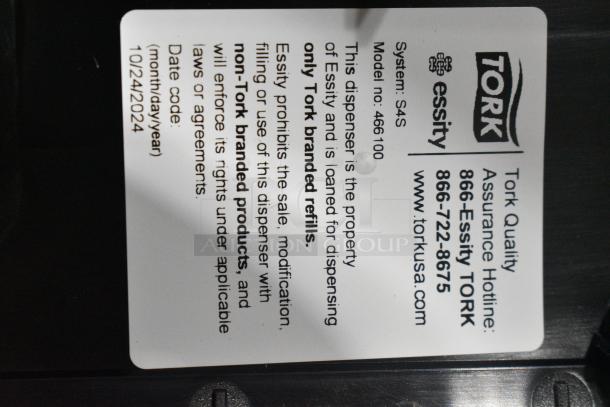 TORK
essity
Tork Quality
Assurance Hotline:
866-Essity TORK
866-722-8675
www.torkusa.com
System: S4S
Model no: 466100
This dispenser is the property
of Essity and is loaned for dispensing
only Tork branded refills.
Essity prohibits the sale, modification,
filling or use of this dispenser with
non-Tork branded products, and
will enforce its rights under applicable
laws or agreements.
Date code:
(month/day/year)
10/24/2024
AUCTION GROUP